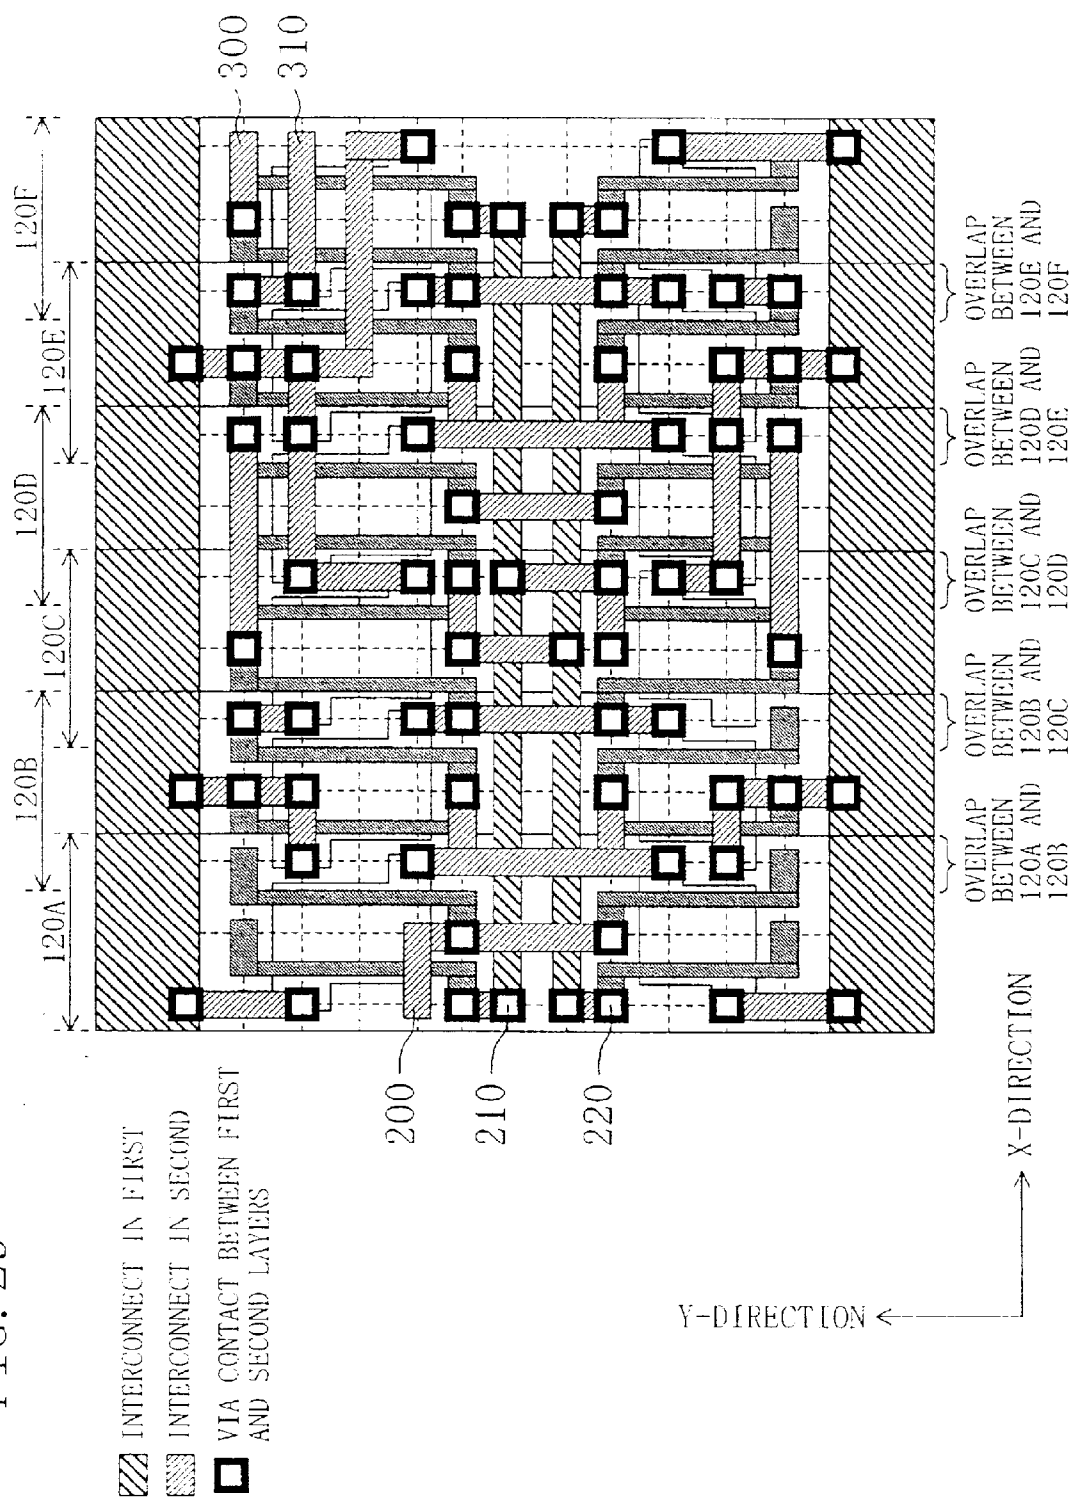 300
310
120F
120E
120D
120C
120B
120A
OVERLAP
BETWEEN
120E AND
120F
OVERLAP
BETWEEN
120D AND
120E
OVERLAP
BETWEEN
120C AND
120D
OVERLAP
BETWEEN
120B AND
120C
OVERLAP
BETWEEN
120A AND
120B
200
210
220
INTERCONNECT IN FIRST
INTERCONNECT IN SECOND
VIA CONTACT BETWEEN FIRST
AND SECOND LAYERS
Y-DIRECTION
X-DIRECTION